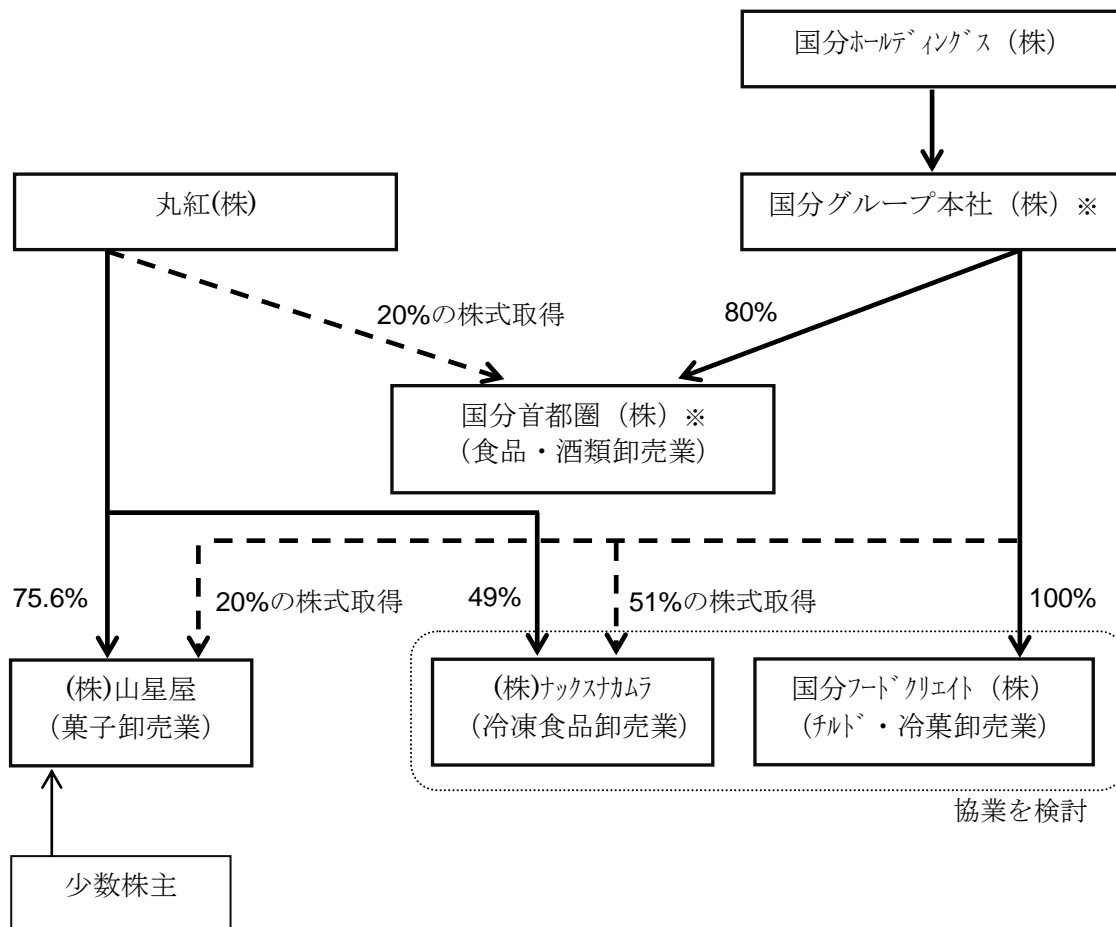 国分ﾎｰﾙﾃﾞｨﾝｸﾞｽ（株）
丸紅(株)
国分グループ本社（株）※
20%の株式取得
80%
国分首都圏（株）※
（食品・酒類卸売業）
75.6%
20%の株式取得
49%
51%の株式取得
100%
(株)山星屋
（菓子卸売業）
(株)ﾅｯｸｽﾅｶﾑﾗ
（冷凍食品卸売業）
国分ﾌｰﾄﾞｸﾘｴｲﾄ（株）
（ﾁﾙﾄﾞ・冷菓卸売業）
協業を検討
少数株主